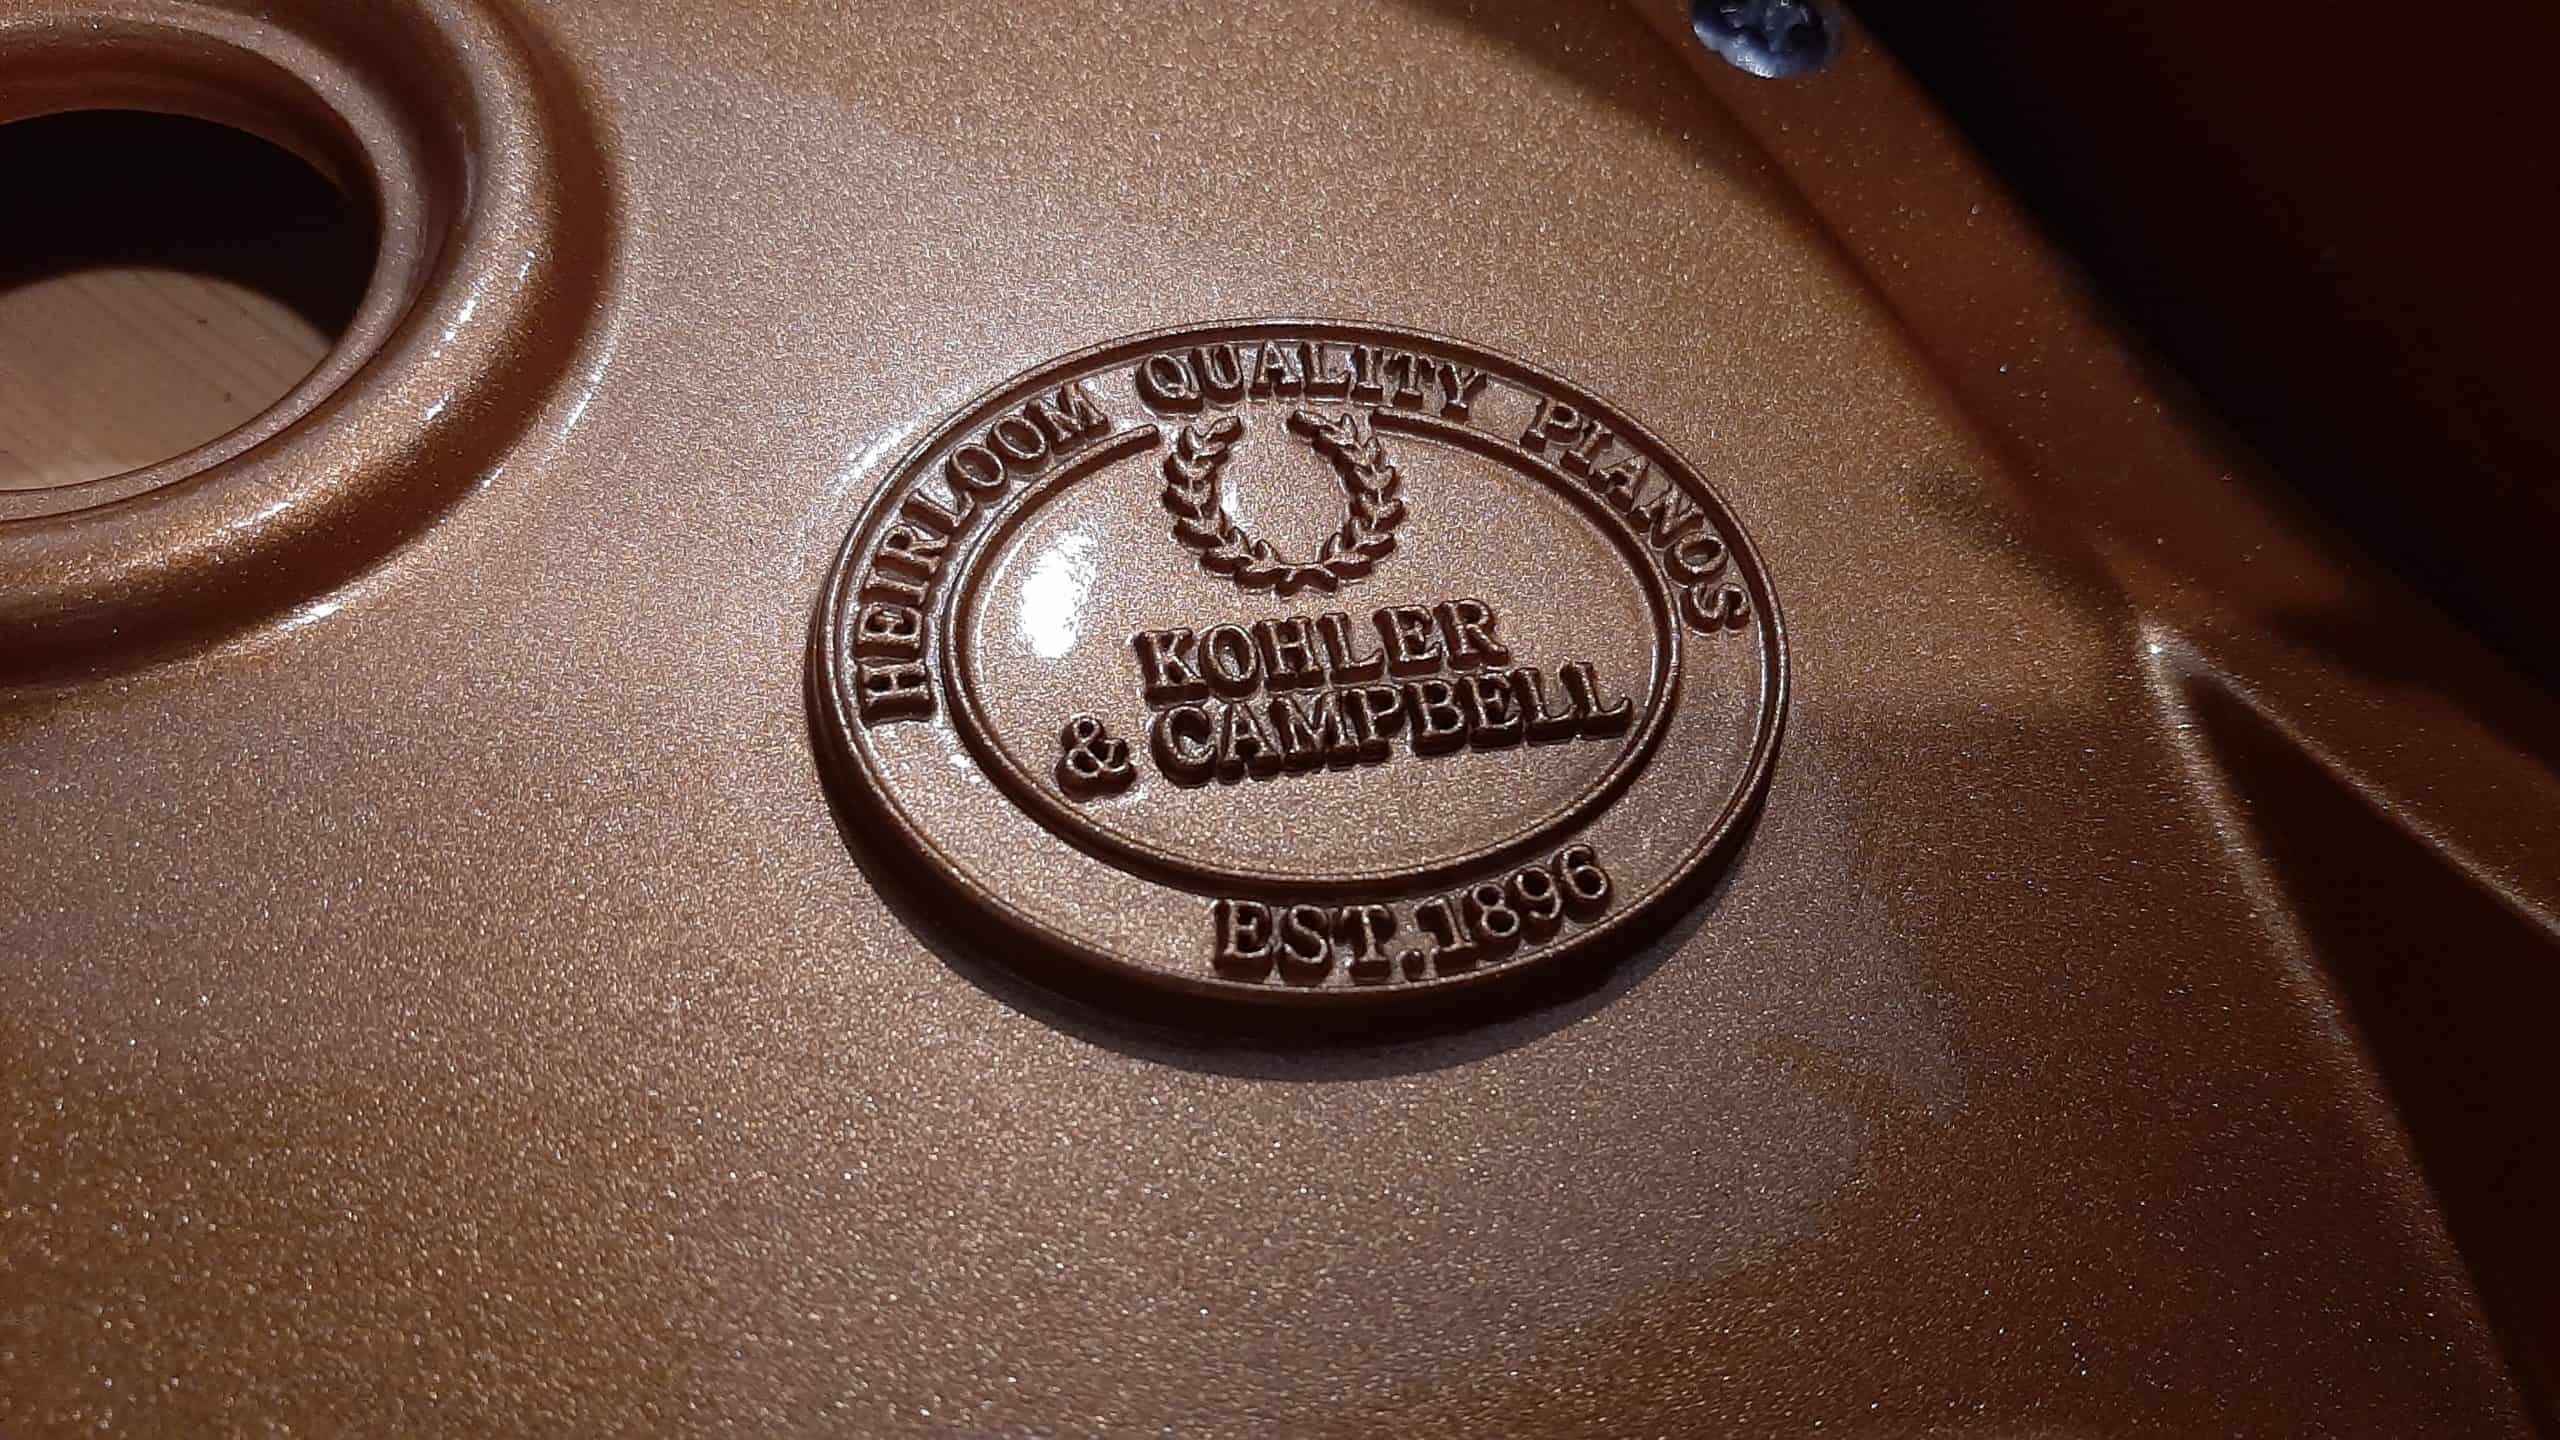 HEIRLOOM QUALITY PIANOS
KOHLER
& CAMPBELL
EST.1896